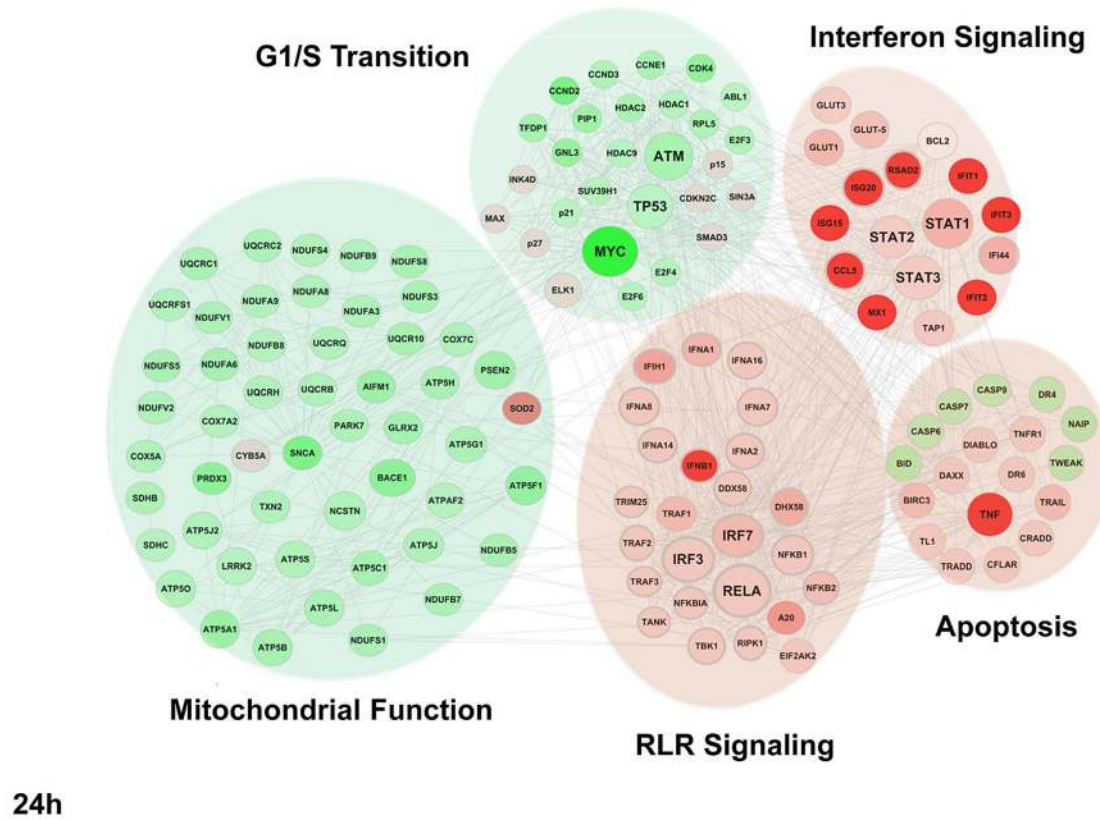 G1/S Transition
CCND3
CCNE1
CDK4
CCND2
HDAC2
HDAC1
ABL1
TFDP1
PIP1
RPL5
E2F3
GNL3
HDAC9
ATM
p15
INK4D
SUV39H1
TP53
CDKN2C
SIN3A
MAX
p21
p27
MYC
SMAD3
E2F4
ELK1
E2F6
Interferon Signaling
GLUT3
GLUT-5
BCL2
GLUT1
RSAD2
ISG20
IFIT1
ISG15
STAT1
IFIT3
STAT2
IFI44
CCL5
STAT3
IFIT2
MX1
TAP1
Mitochondrial Function
UQCRC2
NDUFS4
NDUFB9
NDUFS8
UQCRC1
UQCRFS1
NDUFA9
NDUFA8
NDUFS3
NDUFV1
NDUFA3
NDUFB8
UQCRQ
UQCR10
COX7C
NDUFS5
NDUFA6
PSEN2
UQCRH
UQCRB
AIFM1
ATP5H
NDUFV2
SOD2
COX7A2
PARK7
GLRX2
ATP5G1
COX5A
CYB5A
SNCA
PRDX3
BACE1
ATP5F1
SDHB
TXN2
NCSTN
ATPAF2
ATP5J2
SDHC
ATP5J
NDUFB5
LRRK2
ATP5S
ATP5C1
ATP5O
NDUFB7
ATP5L
ATP5A1
NDUFS1
ATP5B
RLR Signaling
IFIH1
IFNA1
IFNA16
IFNA8
IFNA7
IFNA14
IFNA2
IFNB1
DDX58
TRIM25
TRAF1
DHX58
TRAF2
IRF7
IRF3
NFKB1
TRAF3
RELA
NFKB2
NFKBIA
TANK
A20
TBK1
RIPK1
EIF2AK2
Apoptosis
CASP9
DR4
CASP7
NAIP
CASP6
TNFR1
DIABLO
BID
TWEAK
DAXX
DR6
BIRC3
TRAIL
TNF
TL1
CRADD
TRADD
CFLAR
24h